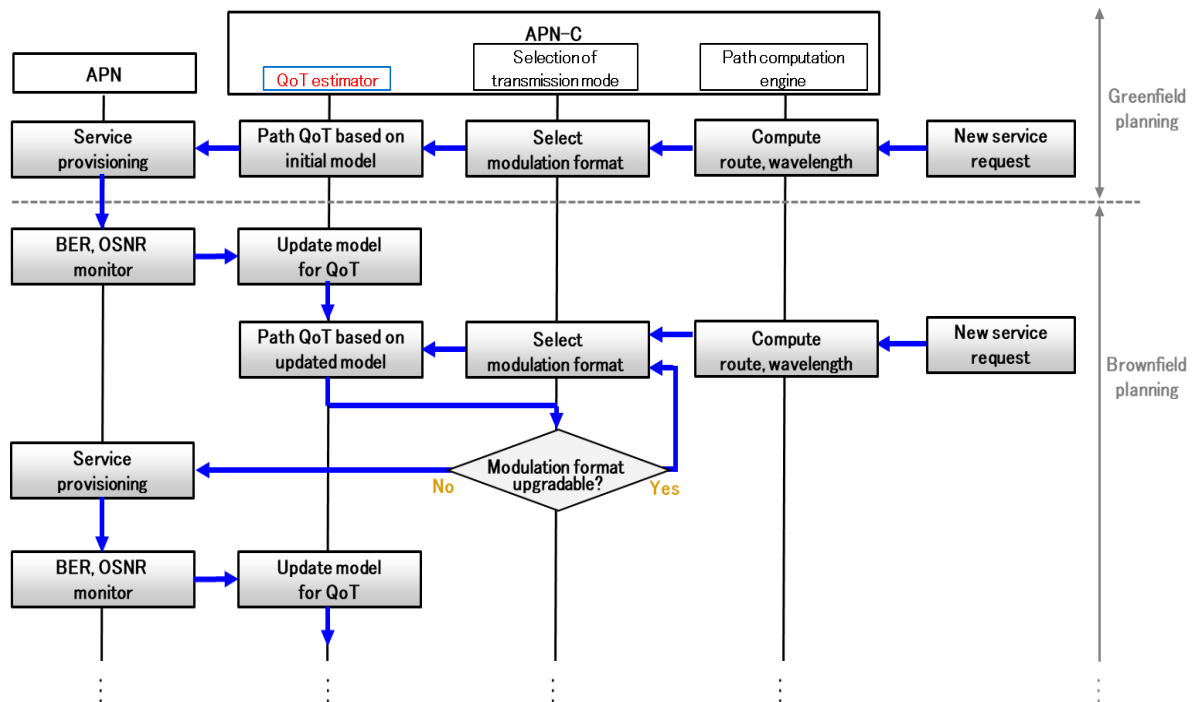 APN-C
APN
QoT estimator
Selection of
transmission mode
Path computation
engine
Greenfield
planning
Service
provisioning
Path QoT based on
initial model
Select
modulation format
Compute
route, wavelength
New service
request
BER, OSNR
monitor
Update model
for QoT
Path QoT based on
updated model
Select
modulation format
Compute
route, wavelength
New service
request
Brownfield
planning
Service
provisioning
Modulation format
upgradable?
No
Yes
BER, OSNR
monitor
Update model
for QoT